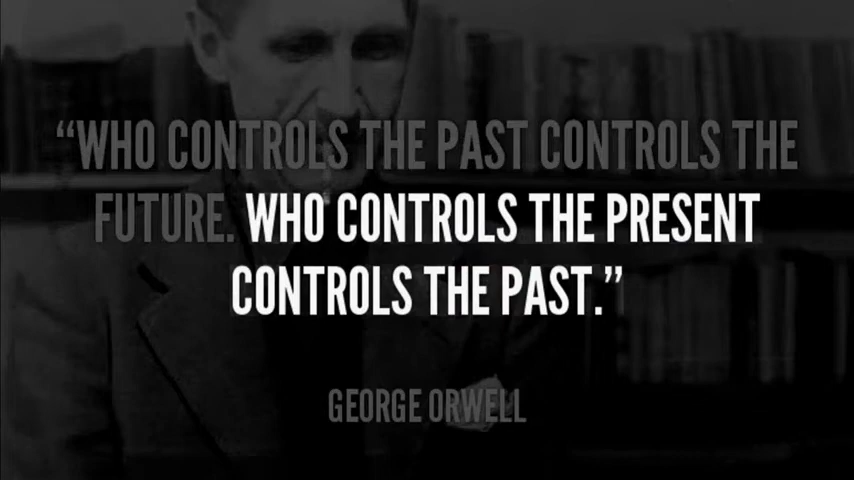 “WHO CONTROLS THE PAST CONTROLS THE
FUTURE. WHO CONTROLS THE PRESENT
CONTROLS THE PAST.”
GEORGE ORWELL